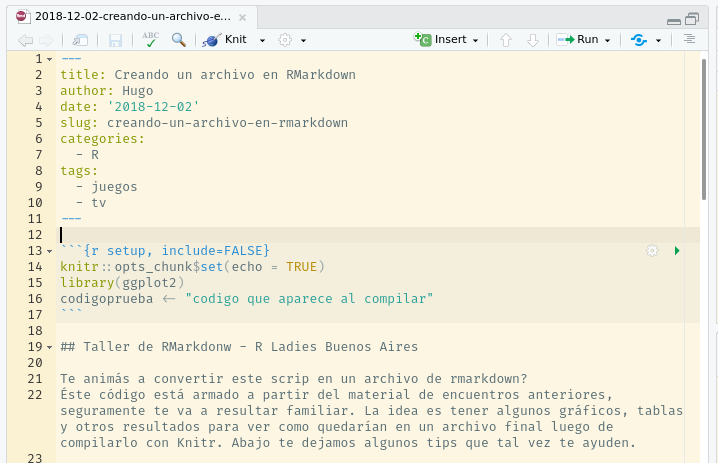 2018-12-02-creando-un-archivo-e...
ABC Knit Insert Run
1 ---
2 title: Creando un archivo en RMarkdown
3 author: Hugo
4 date: '2018-12-02'
5 slug: creando-un-archivo-en-rmarkdown
6 categories:
7   - R
8 tags:
9   - juegos
10   - tv
11 ---
12
13 ```{r setup, include=FALSE}
14 knitr::opts_chunk$set(echo = TRUE)
15 library(ggplot2)
16 codigoprueba <- "codigo que aparece al compilar"
17 ```
18
19 ## Taller de RMarkdonw - R Ladies Buenos Aires
20
21 Te animás a convertir este scrip en un archivo de rmarkdown?
22 Éste código está armado a partir del material de encuentros anteriores,
seguramente te va a resultar familiar. La idea es tener algunos gráficos, tablas
y otros resultados para ver como quedarían en un archivo final luego de
compilarlo con Knitr. Abajo te dejamos algunos tips que tal vez te ayuden.
23